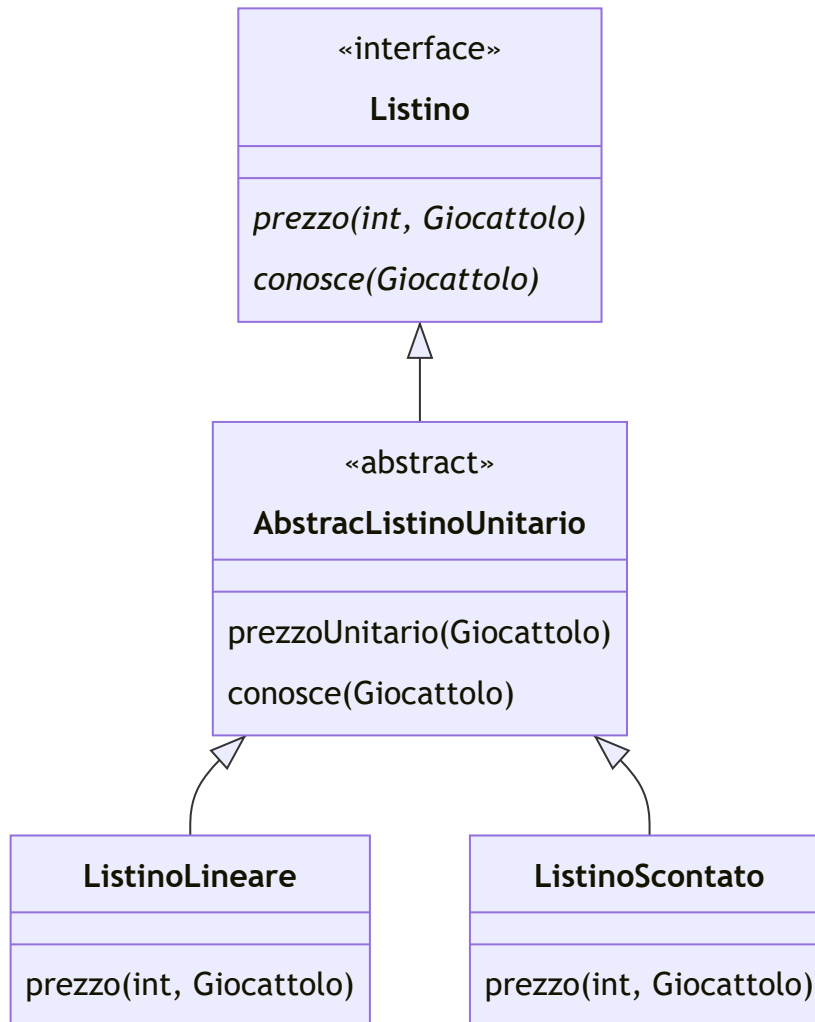 «interface»
Listino
prezzo(int, Giocattolo)
conosce(Giocattolo)
«abstract»
AbstracListinoUnitario
prezzoUnitario(Giocattolo)
conosce(Giocattolo)
ListinoLineare
prezzo(int, Giocattolo)
ListinoScontato
prezzo(int, Giocattolo)